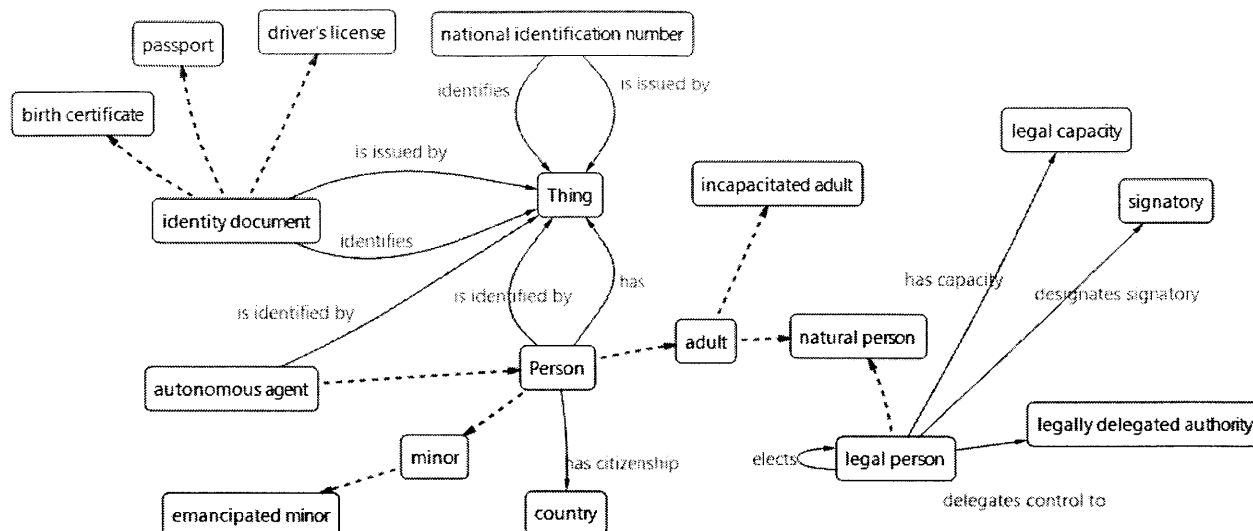 driver's license
national identification number
passport
identifies
is issued by
birth certificate
legal capacity
is issued by
incapacitated adult
Thing
signatory
identity document
identifies
has capacity
has
is identified by
designates signatory
is identified by
adult
natural person
Person
autonomous agent
legally delegated authority
minor
has citizenship
elects
legal person
delegates control to
emancipated minor
country